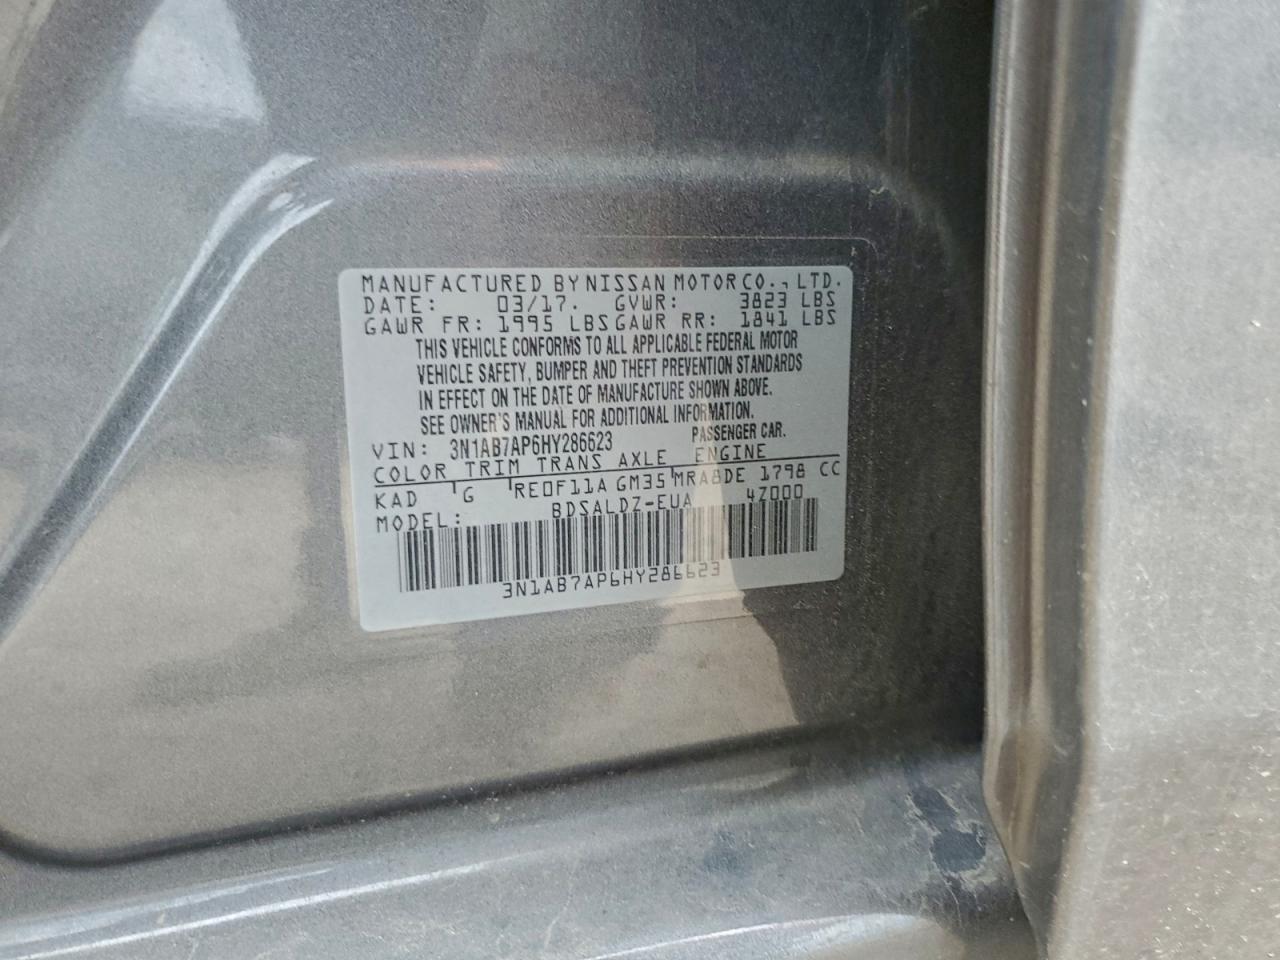 MANUFACTURED BY NISSAN MOTOR CO., LTD.
DATE: 03/17. GVWR: 3823 LBS
GAWR FR: 1995 LBS GAWR RR: 1841 LBS
THIS VEHICLE CONFORMS TO ALL APPLICABLE FEDERAL MOTOR
VEHICLE SAFETY, BUMPER AND THEFT PREVENTION STANDARDS
IN EFFECT ON THE DATE OF MANUFACTURE SHOWN ABOVE.
SEE OWNER'S MANUAL FOR ADDITIONAL INFORMATION.
VIN: 3N1AB7AP6HY286623 PASSENGER CAR.
COLOR TRIM TRANS AXLE ENGINE
KAD G RE0F11A GM35 MRA8DE 1798 CC
MODEL: BDSALDZ-EUA 4Z000
3N1AB7AP6HY286623